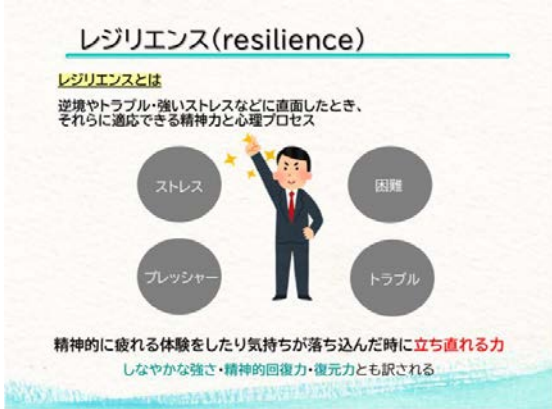 レジリエンス(resilience)
レジリエンスとは
逆境やトラブル・強いストレスなどに直面したとき、
それらに適応できる精神力と心理プロセス
ストレス
困難
プレッシャー
トラブル
精神的に疲れる体験をしたり気持ちが落ち込んだ時に立ち直れる力
しなやかな強さ・精神的回復力・復元力とも訳される